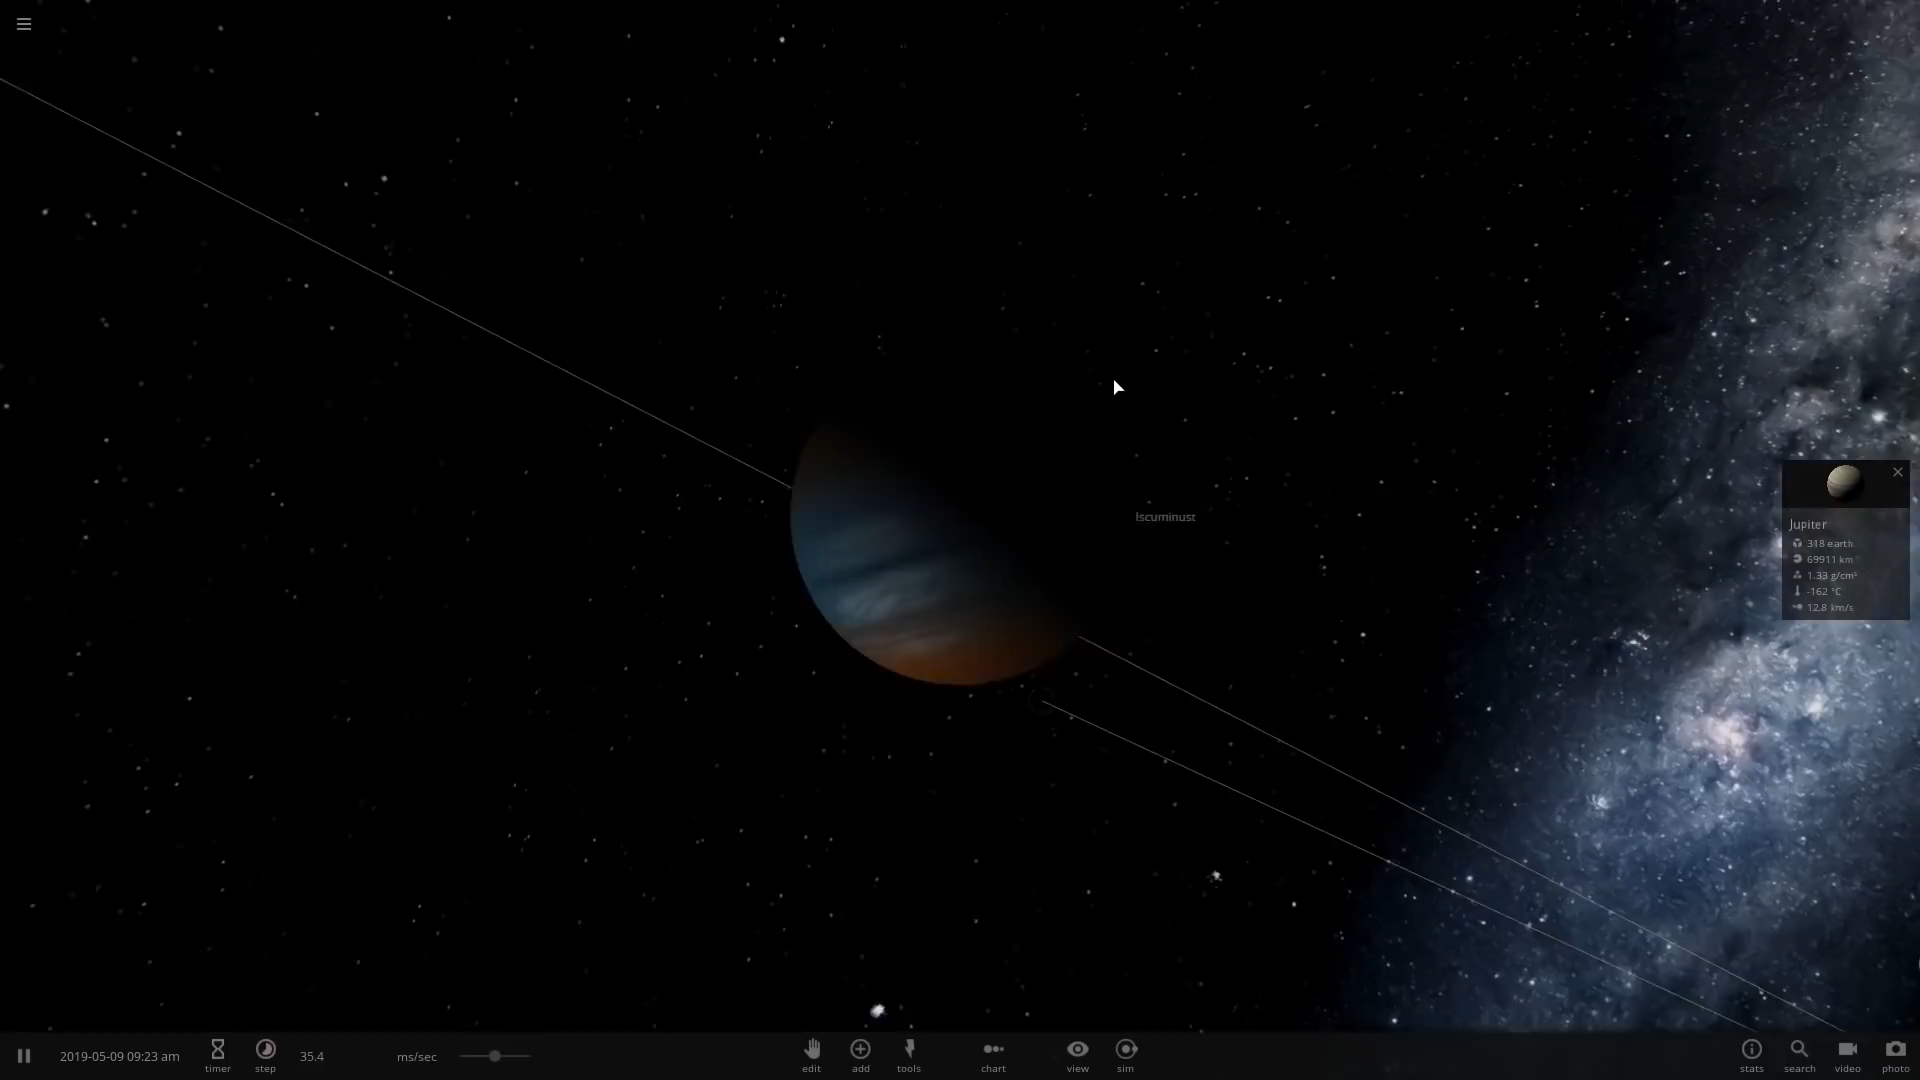 Iscuminust
Jupiter
318 earth
69911 km
1.33 g/cm³
-162 °C
12.8 km/s
2019-05-09 09:23 am
timer
step
35.4
ms/sec
edit
add
tools
chart
view
sim
stats
search
video
photo